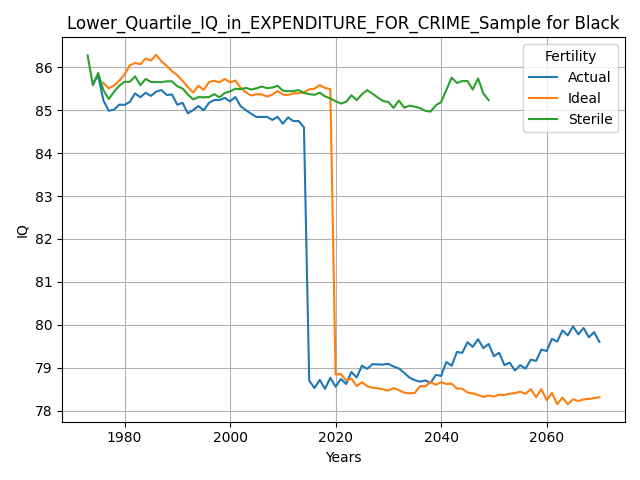 Lower_Quartile_IQ_in_EXPENDITURE_FOR_CRIME_Sample for Black
Fertility
Actual
Ideal
Sterile
IQ
86
85
84
83
82
81
80
79
78
1980
2000
2020
2040
2060
Years